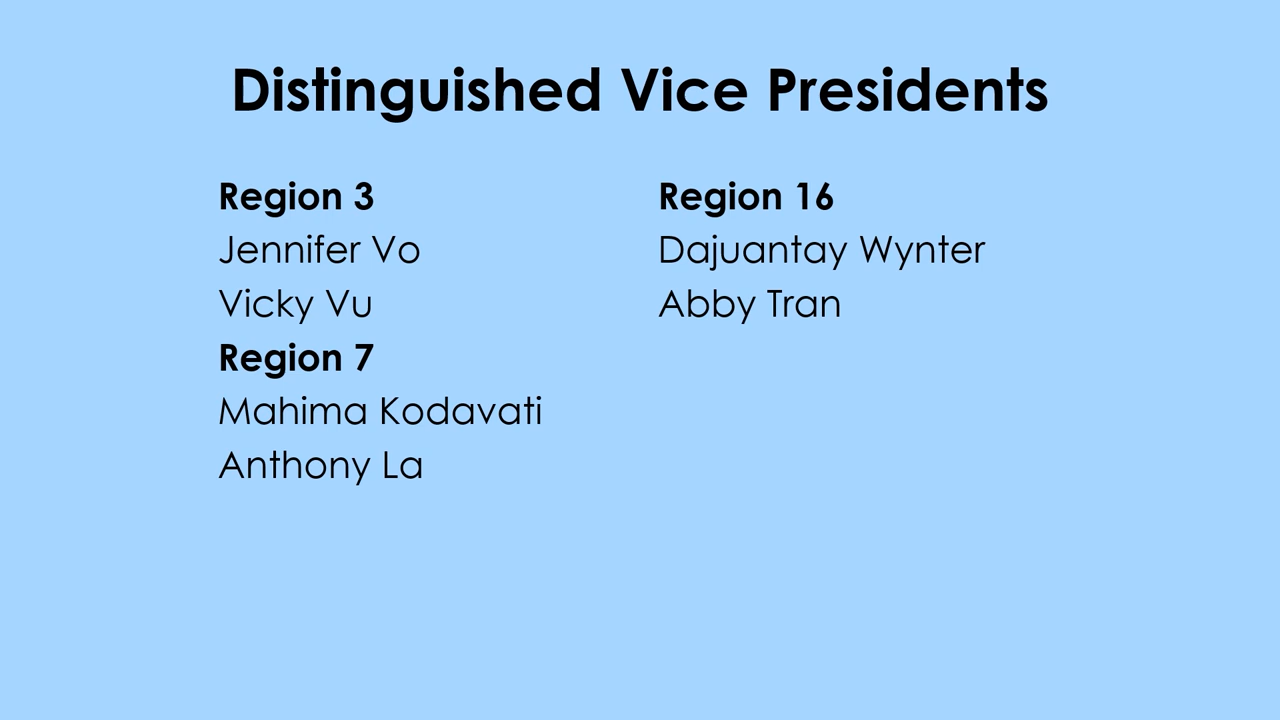 Distinguished Vice Presidents
Region 3
Jennifer Vo
Vicky Vu
Region 7
Mahima Kodavati
Anthony La
Region 16
Dajuantay Wynter
Abby Tran